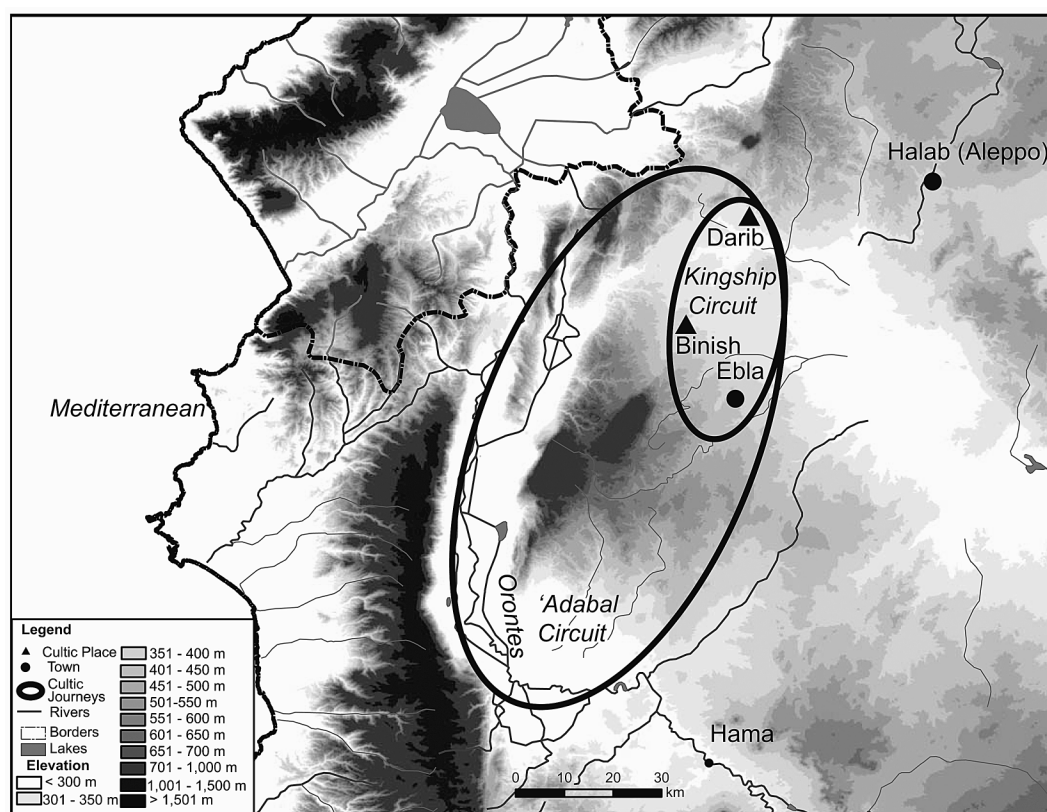 Halab (Aleppo)
Darib
Kingship
Circuit
Binish
Ebla
Mediterranean
Orontes
‘Adabal
Circuit
Hama
0 10 20 30
km
Legend
Cultic Place
Town
Cultic
Journeys
Rivers
Borders
Lakes
Elevation
< 300 m
301 - 350 m
351 - 400 m
401 - 450 m
451 - 500 m
501-550 m
551 - 600 m
601 - 650 m
651 - 700 m
701 - 1,000 m
1,001 - 1,500 m
> 1,501 m